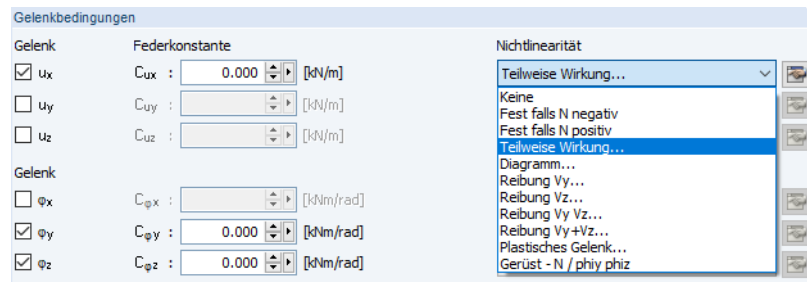 Gelenkbedingungen
Gelenk Federkonstante Nichtlinearität
ux Cux : 0.000 [kN/m] Teilweise Wirkung...
uy Cuy : [kN/m]
uz Cuz : [kN/m]
Keine
Fest falls N negativ
Fest falls N positiv
Teilweise Wirkung...
Diagramm...
Reibung Vy...
Reibung Vz...
Reibung Vy Vz...
Reibung Vy+Vz...
Plastisches Gelenk...
Gerüst - N / phiy phiz
Gelenk
φx Cφx : [kNm/rad]
φy Cφy : 0.000 [kNm/rad]
φz Cφz : 0.000 [kNm/rad]